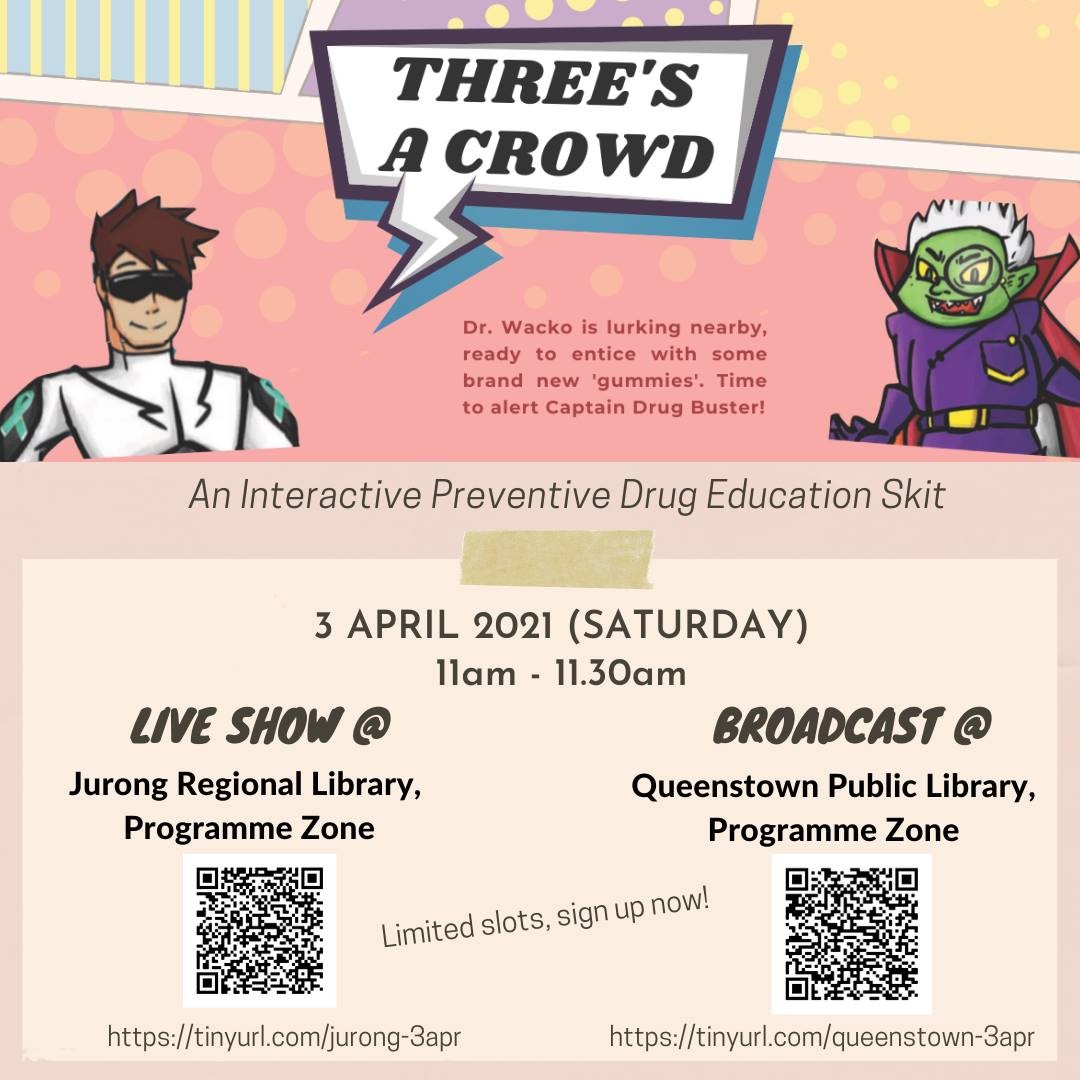 THREE'S
A CROWD
Dr. Wacko is lurking nearby,
ready to entice with some
brand new 'gummies'. Time
to alert Captain Drug Buster!
An Interactive Preventive Drug Education Skit
3 APRIL 2021 (SATURDAY)
11am - 11.30am
LIVE SHOW @
Jurong Regional Library,
Programme Zone
https://tinyurl.com/jurong-3apr
Limited slots, sign up now!
BROADCAST @
Queenstown Public Library,
Programme Zone
https://tinyurl.com/queenstown-3apr